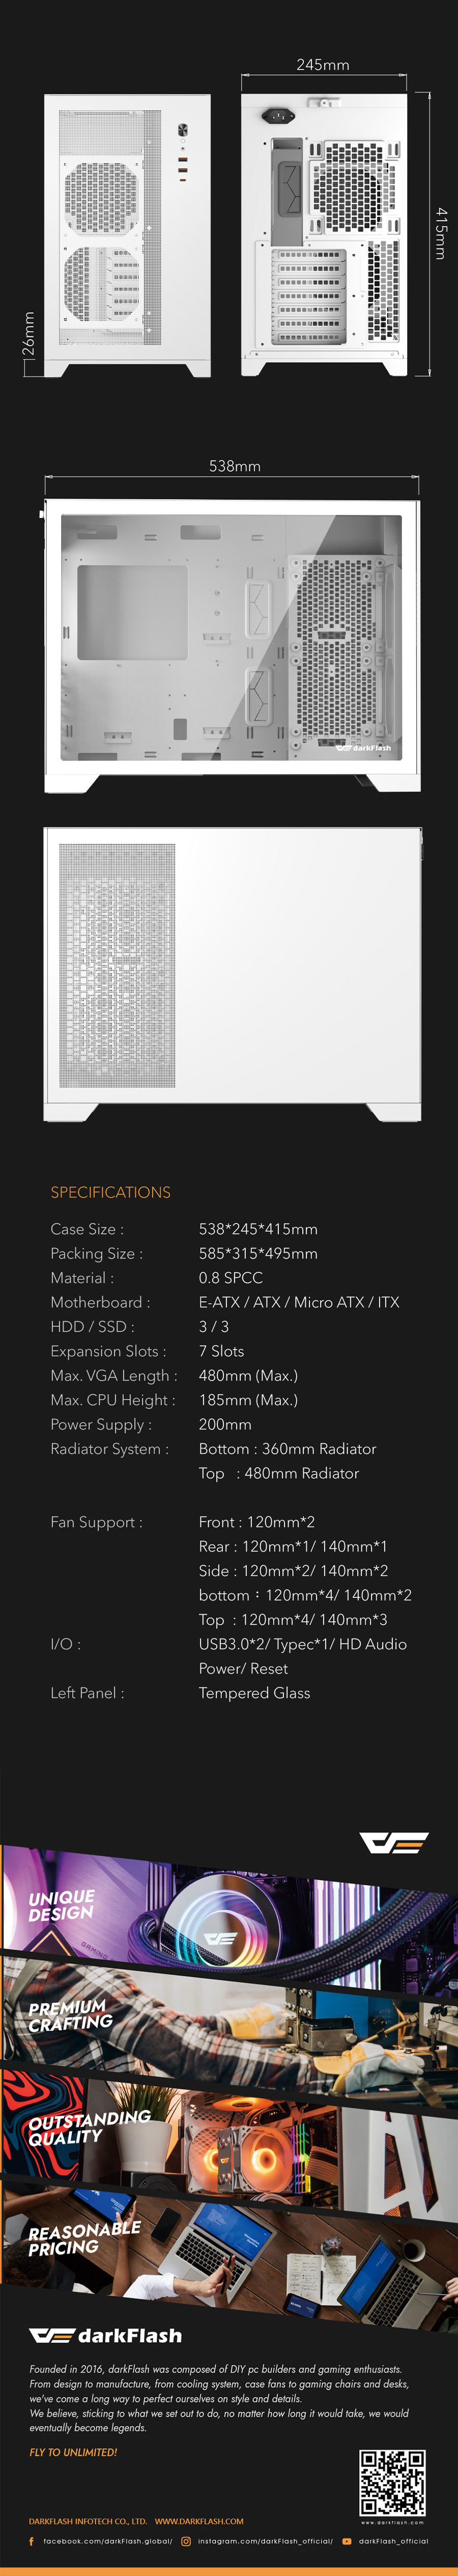 245mm
415mm
26mm
538mm
darkFlash
SPECIFICATIONS
Case Size : 538*245*415mm
Packing Size : 585*315*495mm
Material : 0.8 SPCC
Motherboard : E-ATX / ATX / Micro ATX / ITX
HDD / SSD : 3 / 3
Expansion Slots : 7 Slots
Max. VGA Length : 480mm (Max.)
Max. CPU Height : 185mm (Max.)
Power Supply : 200mm
Radiator System : Bottom : 360mm Radiator
Top : 480mm Radiator
Fan Support : Front : 120mm*2
Rear : 120mm*1/ 140mm*1
Side : 120mm*2/ 140mm*2
bottom：120mm*4/ 140mm*2
Top : 120mm*4/ 140mm*3
I/O : USB3.0*2/ Typec*1/ HD Audio
Power/ Reset
Left Panel : Tempered Glass
UNIQUE
DESIGN
GAMING
PREMIUM
CRAFTING
OUTSTANDING
QUALITY
REASONABLE
PRICING
darkFlash
Founded in 2016, darkFlash was composed of DIY pc builders and gaming enthusiasts.
From design to manufacture, from cooling system, case fans to gaming chairs and desks,
we've come a long way to perfect ourselves on style and details.
We believe, sticking to what we set out to do, no matter how long it would take, we would
eventually become legends.
FLY TO UNLIMITED!
www.darkflash.com
DARKFLASH INFOTECH CO., LTD. WWW.DARKFLASH.COM
facebook.com/darkFlash.global/ instagram.com/darkFlash_official/ darkFlash_official